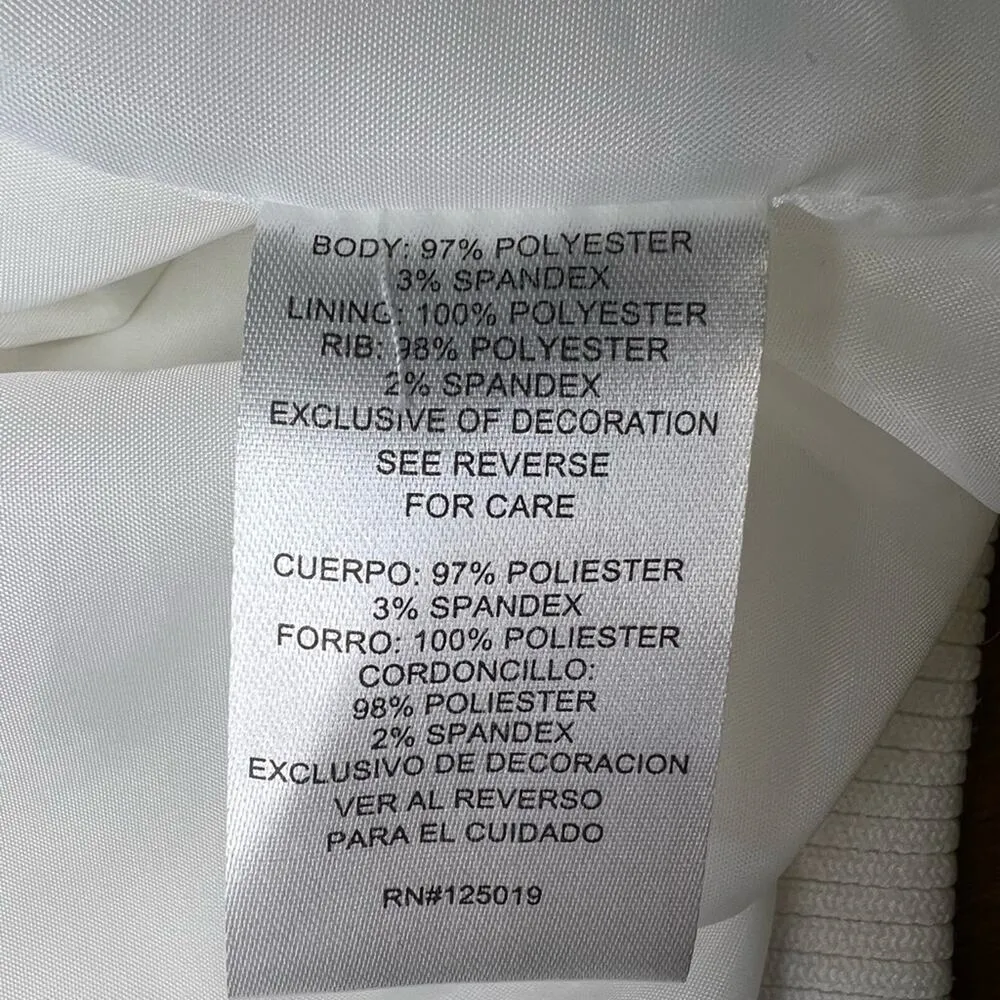 BODY: 97% POLYESTER
3% SPANDEX
LINING: 100% POLYESTER
RIB: 98% POLYESTER
2% SPANDEX
EXCLUSIVE OF DECORATION
SEE REVERSE
FOR CARE
CUERPO: 97% POLIESTER
3% SPANDEX
FORRO: 100% POLIESTER
CORDONCILLO:
98% POLIESTER
2% SPANDEX
EXCLUSIVO DE DECORACION
VER AL REVERSO
PARA EL CUIDADO
RN#125019